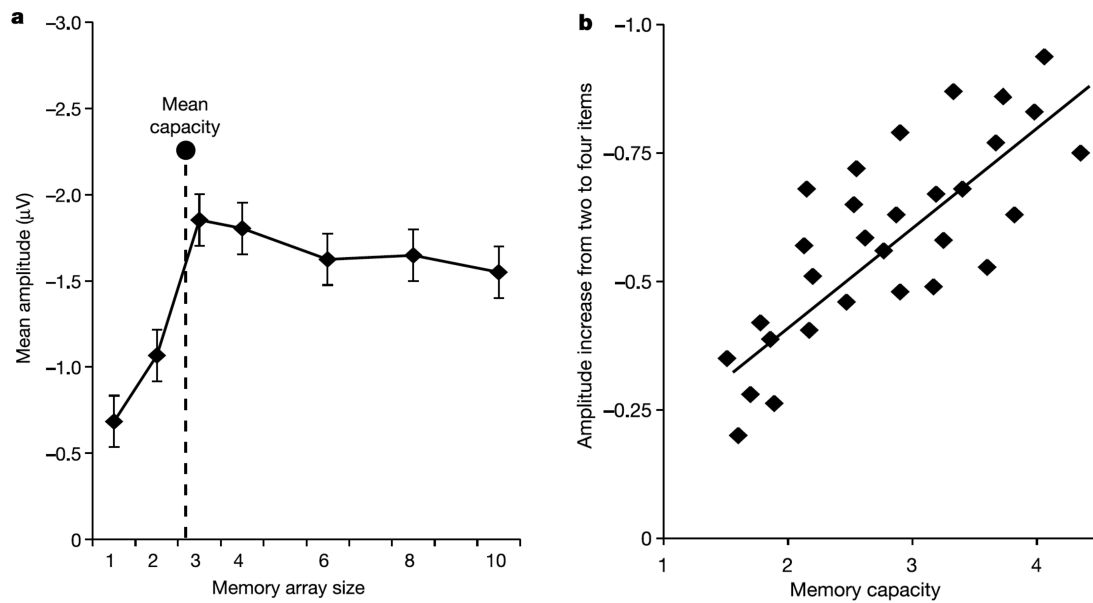 a
−3.0
−2.5
−2.0
−1.5
−1.0
−0.5
0
Mean amplitude (μV)
Mean
capacity
1 2 3 4 6 8 10
Memory array size
b
−1.0
−0.75
−0.5
−0.25
0
Amplitude increase from two to four items
1 2 3 4
Memory capacity